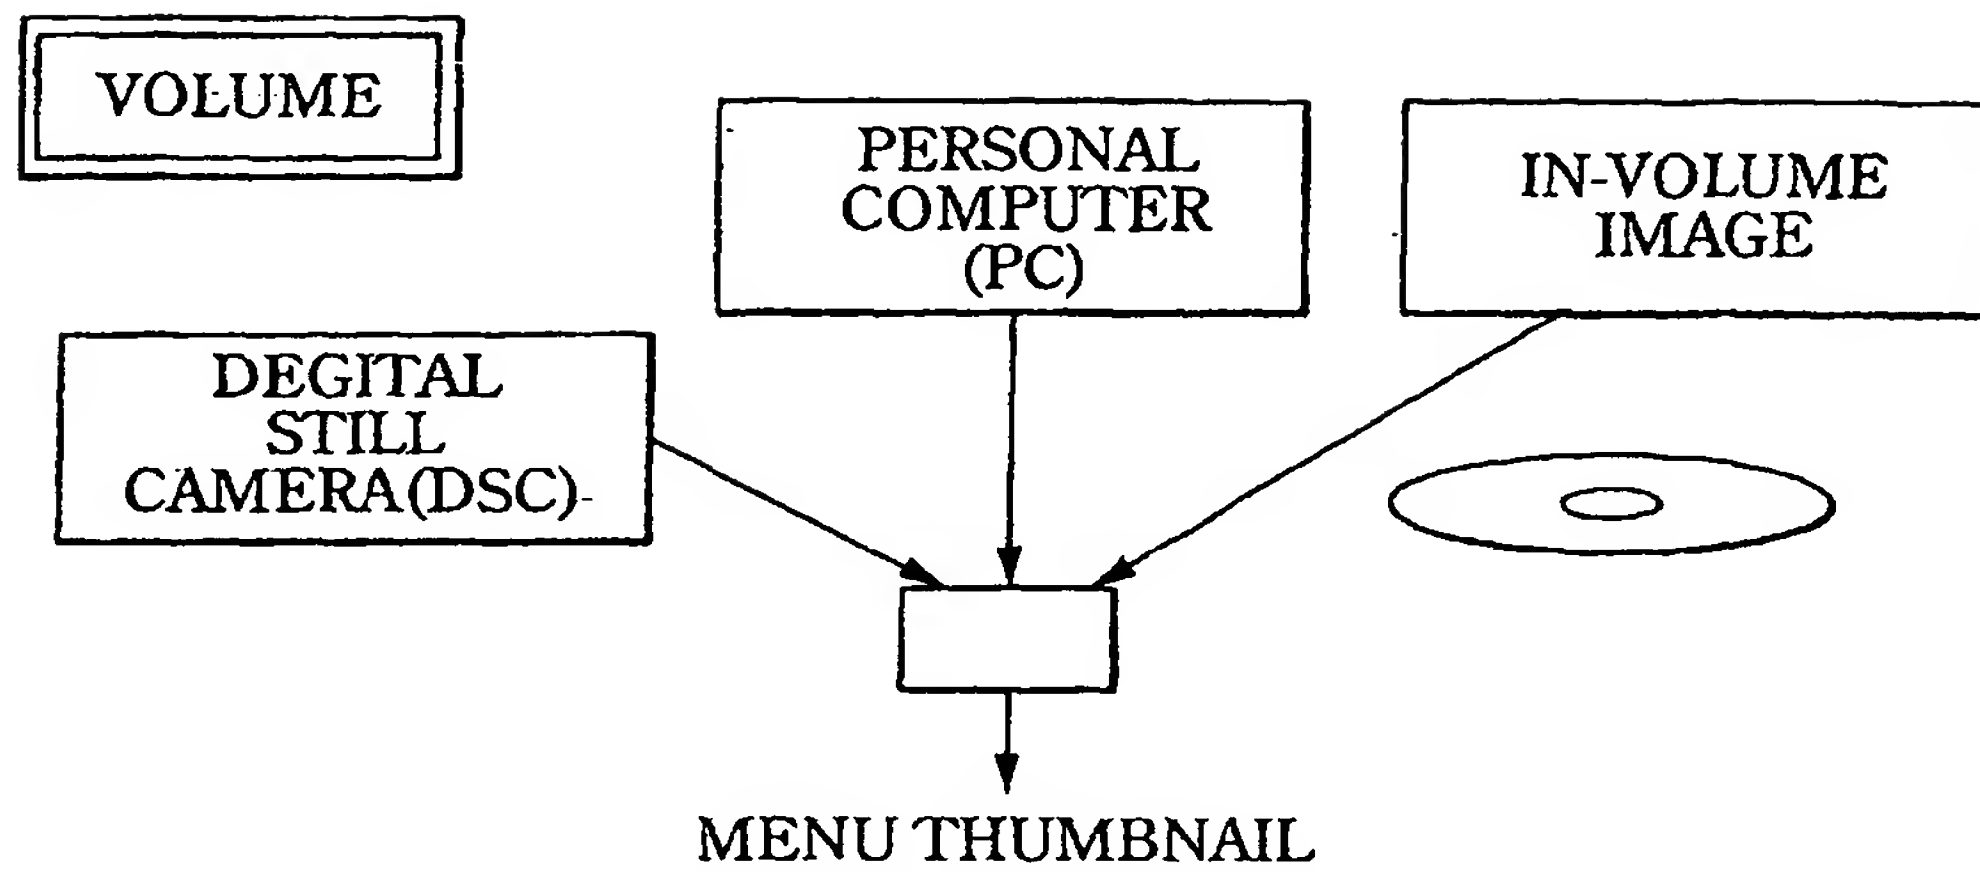 VOLUME
PERSONAL
COMPUTER
(PC)
IN-VOLUME
IMAGE
DEGITAL
STILL
CAMERA(DSC)
MENU THUMBNAIL